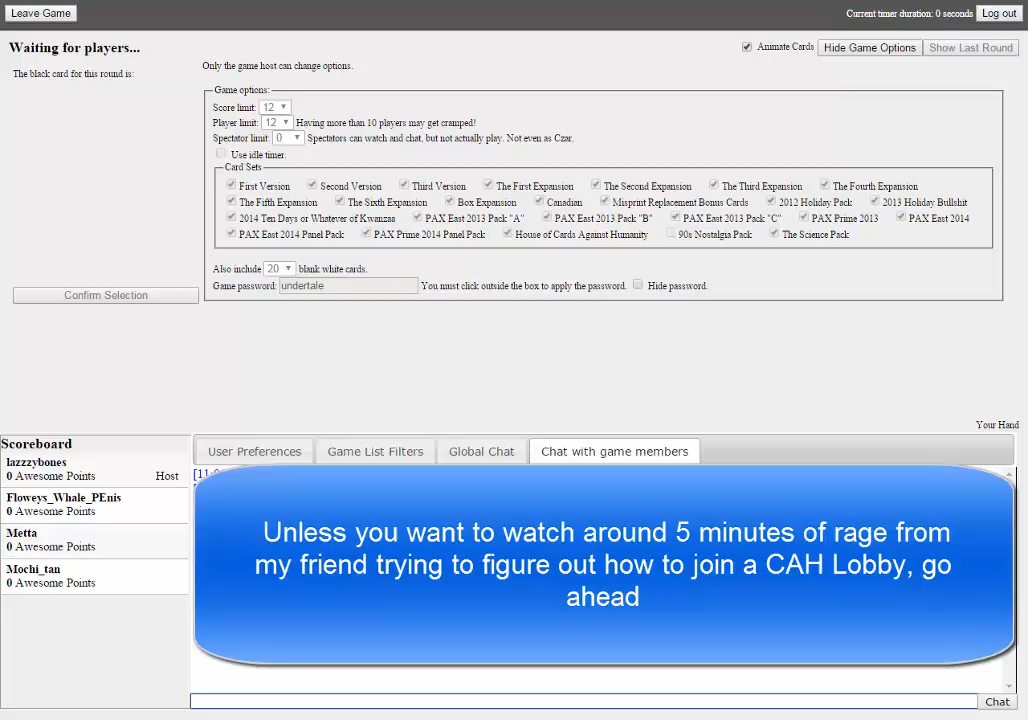 Leave Game
Current timer duration: 0 seconds Log out
Waiting for players...
Animate Cards Hide Game Options Show Last Round
The black card for this round is:
Only the game host can change options.
Game options:
Score limit: 12
Player limit: 12 Having more than 10 players may get cramped!
Spectator limit: 0 Spectators can watch and chat, but not actually play. Not even as Czar.
Use idle timer.
Card Sets
First Version Second Version Third Version The First Expansion The Second Expansion The Third Expansion The Fourth Expansion
The Fifth Expansion The Sixth Expansion Box Expansion Canadian Misprint Replacement Bonus Cards 2012 Holiday Pack 2013 Holiday Bullshit
2014 Ten Days or Whatever of Kwanzaa PAX East 2013 Pack "A" PAX East 2013 Pack "B" PAX East 2013 Pack "C" PAX Prime 2013 PAX East 2014
PAX East 2014 Panel Pack PAX Prime 2014 Panel Pack House of Cards Against Humanity 90s Nostalgia Pack The Science Pack
Also include 20 blank white cards.
Game password: undertale You must click outside the box to apply the password. Hide password.
Confirm Selection
Your Hand
Scoreboard
lazzzybones
0 Awesome Points Host
Floweys_Whale_PEnis
0 Awesome Points
Metta
0 Awesome Points
Mochi_tan
0 Awesome Points
User Preferences Game List Filters Global Chat Chat with game members
Unless you want to watch around 5 minutes of rage from
my friend trying to figure out how to join a CAH Lobby, go
ahead
Chat